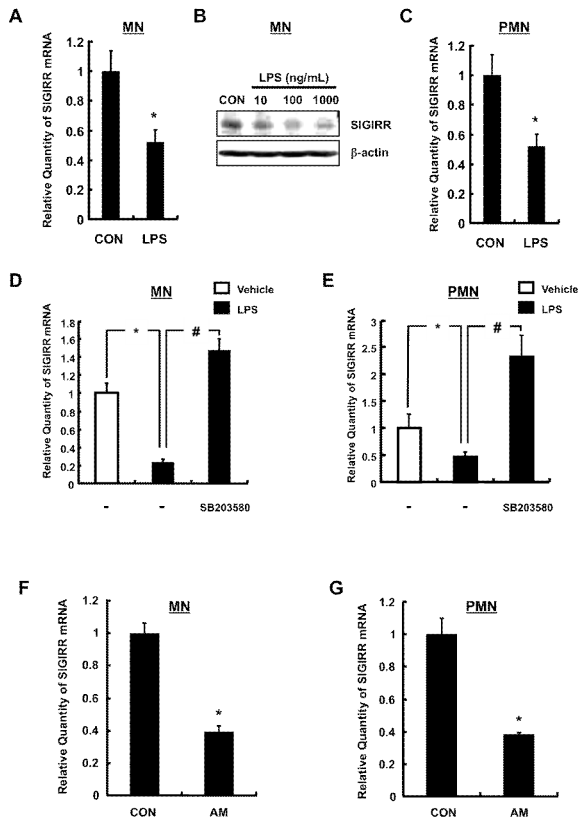 A
MN
Relative Quantity of SIGIRR mRNA
1.2
1
0.8
0.6
0.4
0.2
0
*
CON LPS
B
MN
LPS (ng/mL)
CON 10 100 1000
SIGIRR
β-actin
C
PMN
Relative Quantity of SIGIRR mRNA
1.2
1
0.8
0.6
0.4
0.2
0
*
CON LPS
D
MN
Vehicle
LPS
Relative Quantity of SIGIRR mRNA
1.8
1.6
1.4
1.2
1
0.8
0.6
0.4
0.2
0
* #
- - SB203580
E
PMN
Vehicle
LPS
Relative Quantity of SIGIRR mRNA
3
2.5
2
1.5
1
0.5
0
* #
- - SB203580
F
MN
Relative Quantity of SIGIRR mRNA
1.2
1
0.8
0.6
0.4
0.2
0
*
CON AM
G
PMN
Relative Quantity of SIGIRR mRNA
1.2
1
0.8
0.6
0.4
0.2
0
*
CON AM